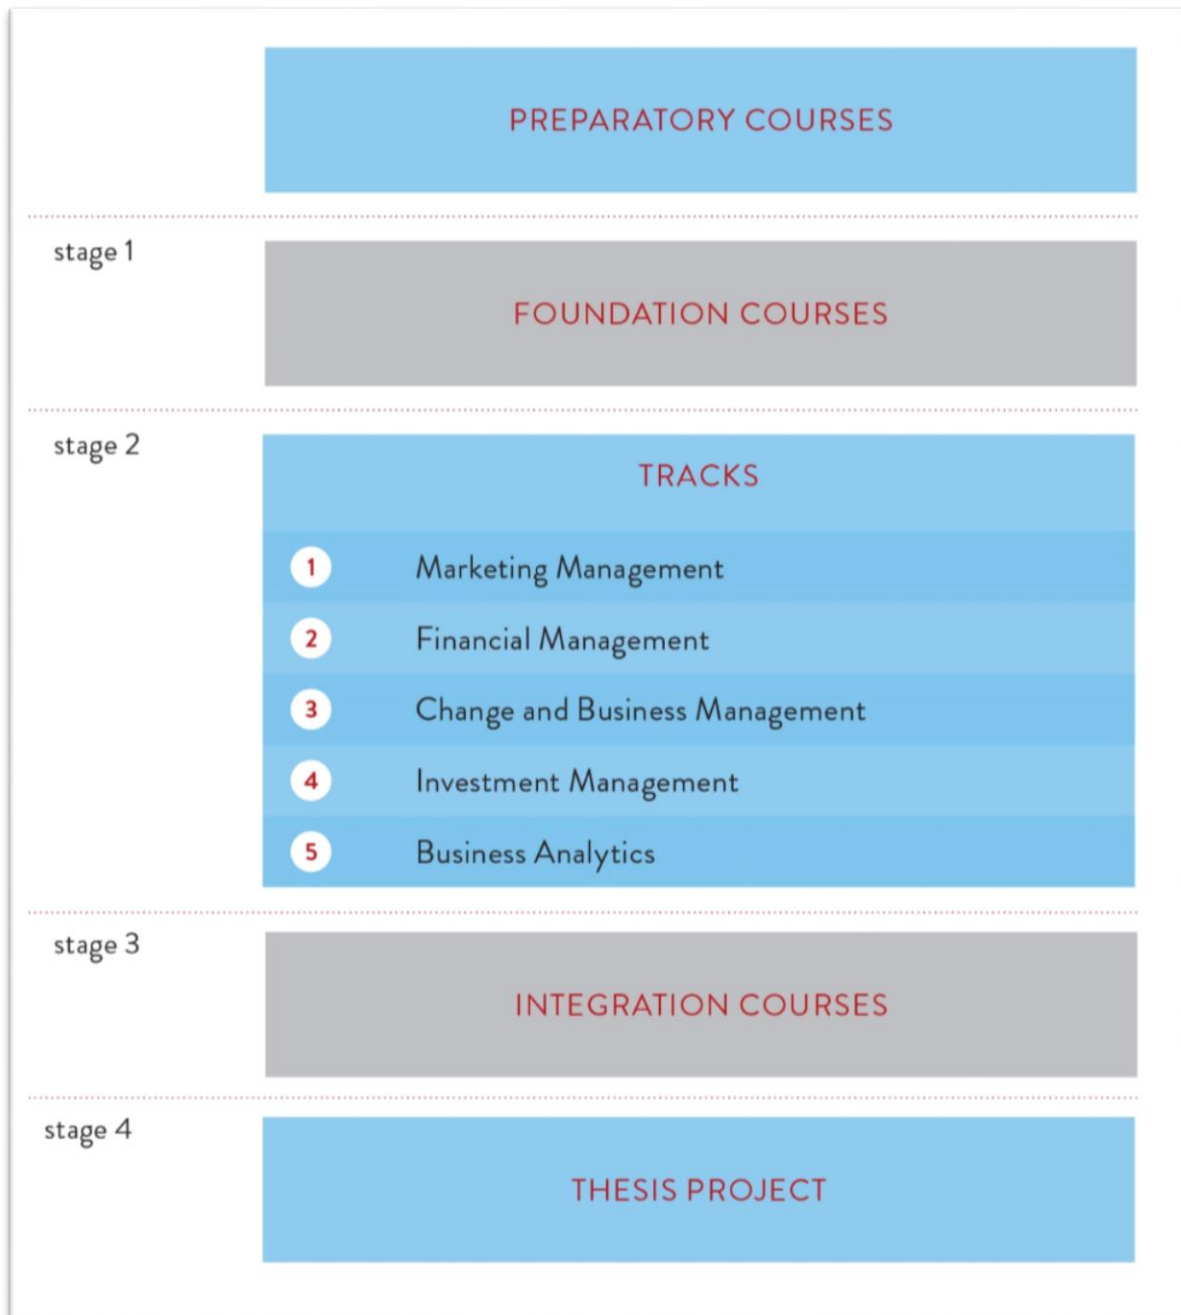 PREPARATORY COURSES
stage 1
FOUNDATION COURSES
stage 2
TRACKS
1 Marketing Management
2 Financial Management
3 Change and Business Management
4 Investment Management
5 Business Analytics
stage 3
INTEGRATION COURSES
stage 4
THESIS PROJECT